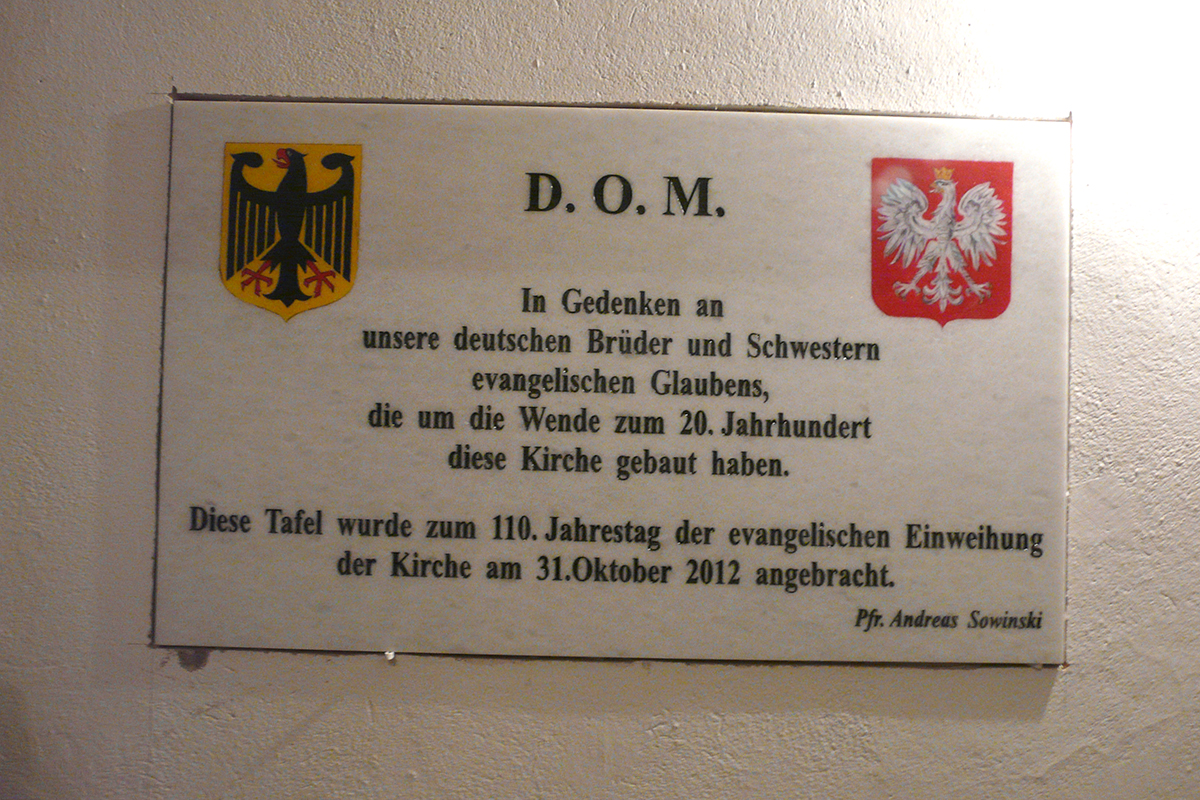 D. O. M.
In Gedenken an
unsere deutschen Brüder und Schwestern
evangelischen Glaubens,
die um die Wende zum 20. Jahrhundert
diese Kirche gebaut haben.
Diese Tafel wurde zum 110. Jahrestag der evangelischen Einweihung
der Kirche am 31.Oktober 2012 angebracht.
Pfr. Andreas Sowinski